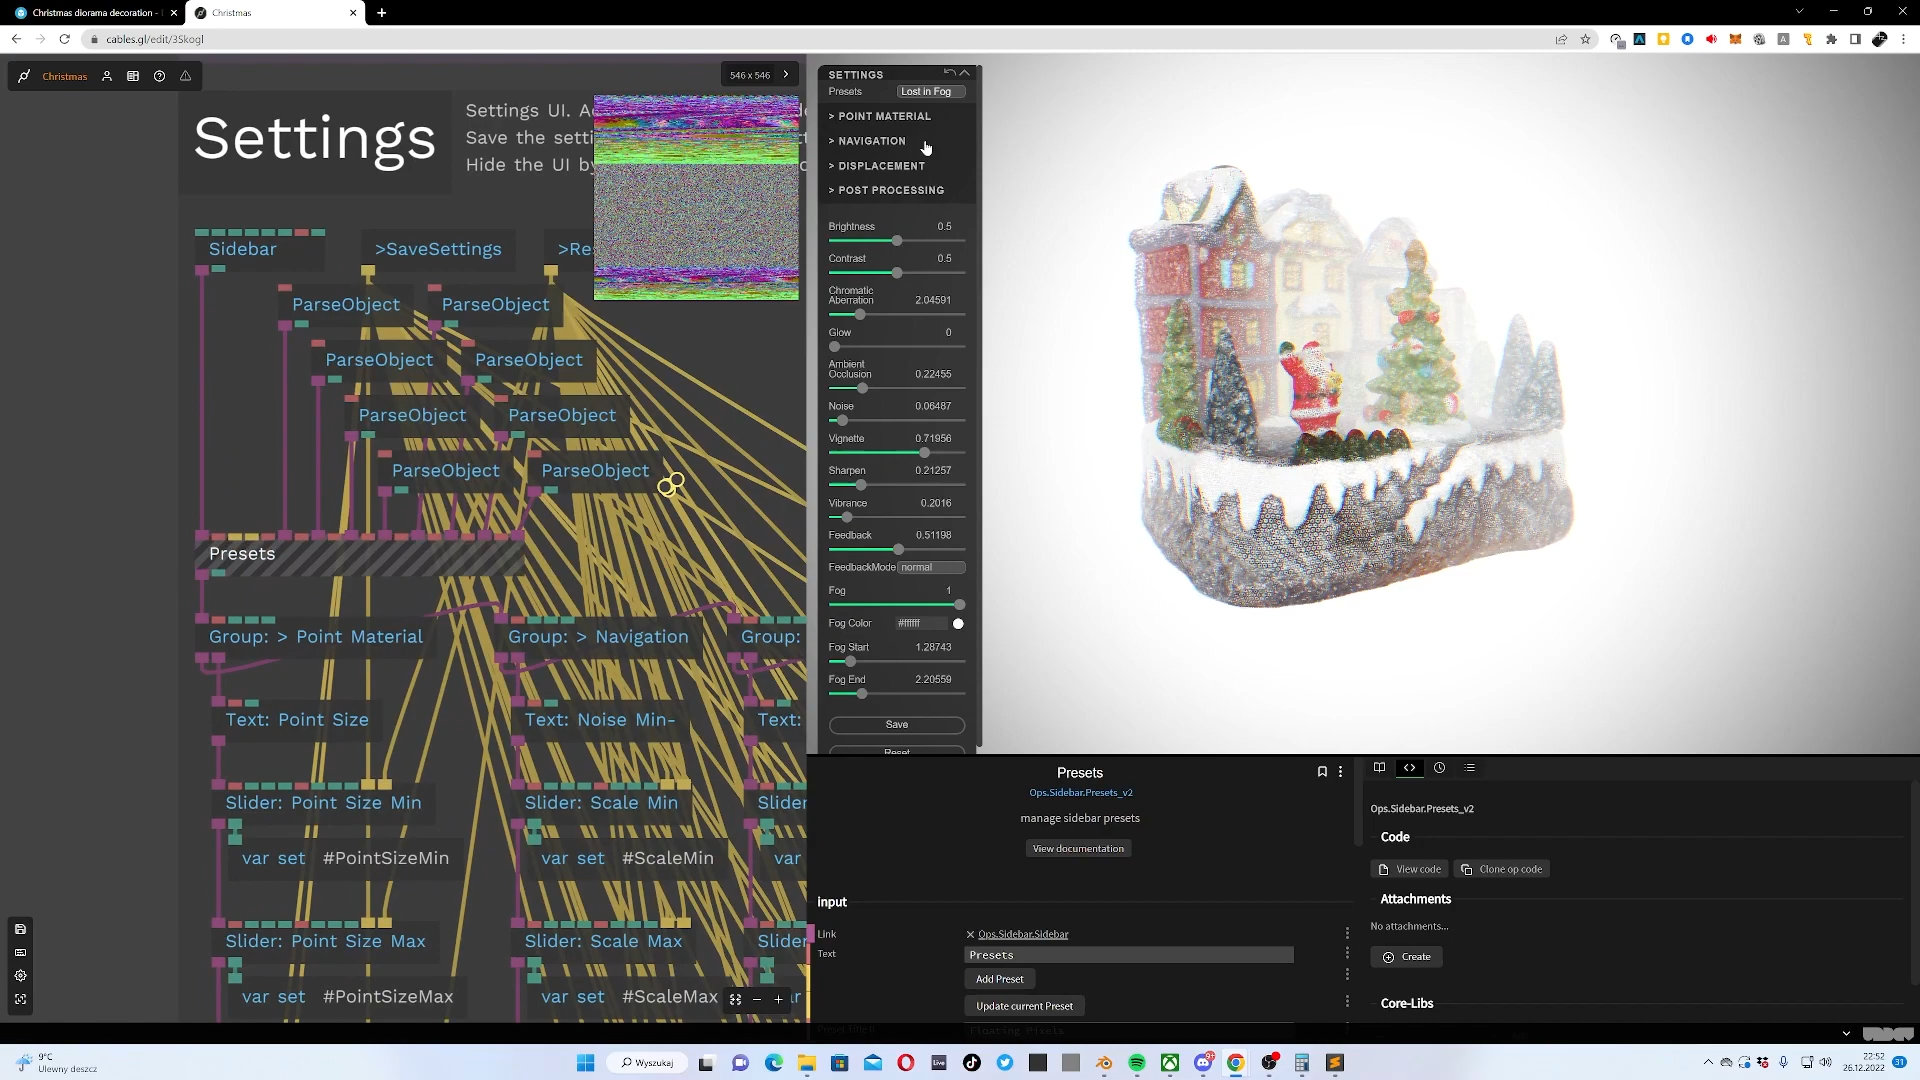 Christmas diorama decoration -
Christmas
cables.gl/edit/3Skogl
Christmas
546 x 546
Settings
Settings UI. A
Save the setti
Hide the UI by
Sidebar
>SaveSettings
>Re
ParseObject
ParseObject
ParseObject
ParseObject
ParseObject
ParseObject
ParseObject
ParseObject
Presets
Group: > Point Material
Group: > Navigation
Group:
Text: Point Size
Text: Noise Min-
Text:
Slider: Point Size Min
Slider: Scale Min
Slider
var set #PointSizeMin
var set #ScaleMin
var
Slider: Point Size Max
Slider: Scale Max
Slider
var set #PointSizeMax
var set #ScaleMax
SETTINGS
Presets
Lost in Fog
> POINT MATERIAL
> NAVIGATION
> DISPLACEMENT
> POST PROCESSING
Brightness 0.5
Contrast 0.5
Chromatic
Aberration 2.04591
Glow 0
Ambient
Occlusion 0.22455
Noise 0.06487
Vignette 0.71956
Sharpen 0.21257
Vibrance 0.2016
Feedback 0.51198
FeedbackMode normal
Fog 1
Fog Color #ffffff
Fog Start 1.28743
Fog End 2.20559
Save
Reset
Presets
Ops.Sidebar.Presets_v2
manage sidebar presets
View documentation
input
Link
Ops.Sidebar.Sidebar
Text
Presets
Add Preset
Update current Preset
Ops.Sidebar.Presets_v2
Code
View code
Clone op code
Attachments
No attachments...
Create
Core-Libs
9°C
Ulewny deszcz
Wyszukaj
Live
22:52
26.12.2022
31